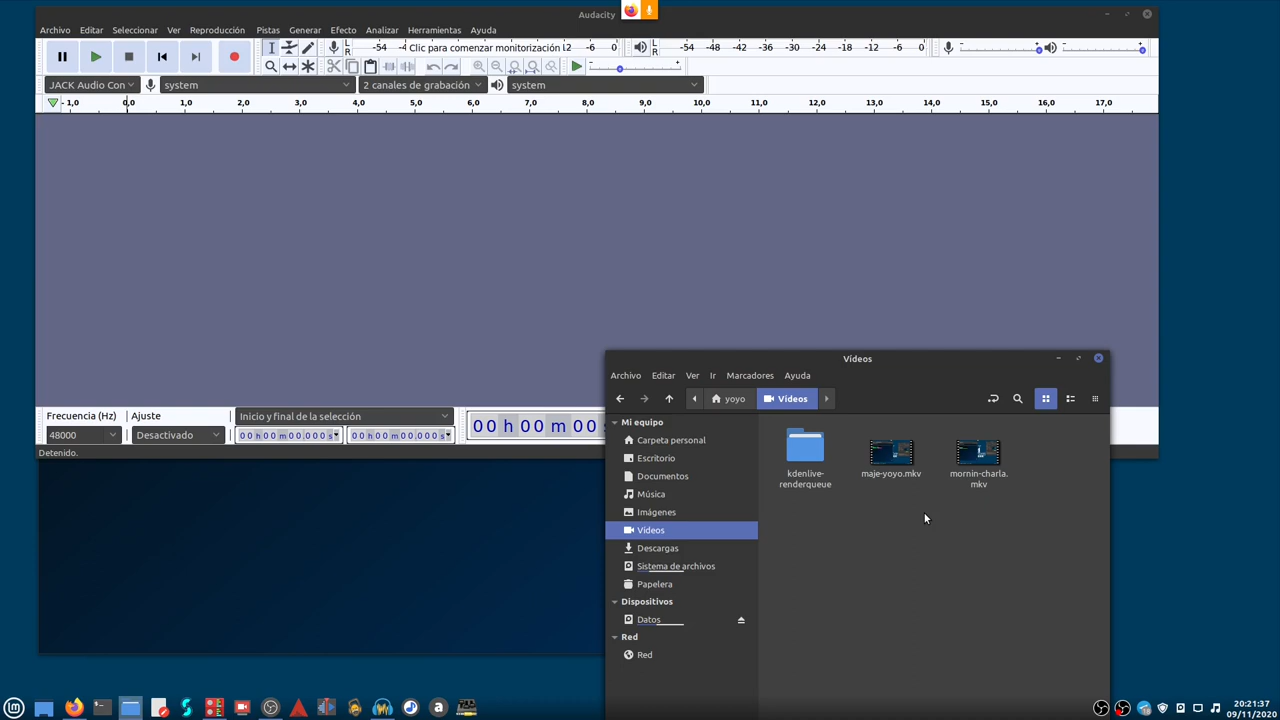 Audacity
Archivo Editar Seleccionar Ver Reproducción Pistas Generar Efecto Analizar Herramientas Ayuda
L
R
-54 -4 Clic para comenzar monitorización 12 -6 0
L
R
-54 -48 -42 -36 -30 -24 -18 -12 -6 0
JACK Audio Con system 2 canales de grabación system
- 1,0 0,0 1,0 2,0 3,0 4,0 5,0 6,0 7,0 8,0 9,0 10,0 11,0 12,0 13,0 14,0 15,0 16,0 17,0
Frecuencia (Hz) Ajuste Inicio y final de la selección
48000 Desactivado 00 h 00 m 00.000 s 00 h 00 m 00.000 s
00 h 00 m 00 s
Detenido.
Vídeos
Archivo Editar Ver Ir Marcadores Ayuda
yoyo Vídeos
Mi equipo
Carpeta personal
Escritorio
Documentos
Música
Imágenes
Vídeos
Descargas
Sistema de archivos
Papelera
Dispositivos
Datos
Red
Red
kdenlive-
renderqueue
maje-yoyo.mkv
mornin-charla.
mkv
20:21:37
09/11/2020